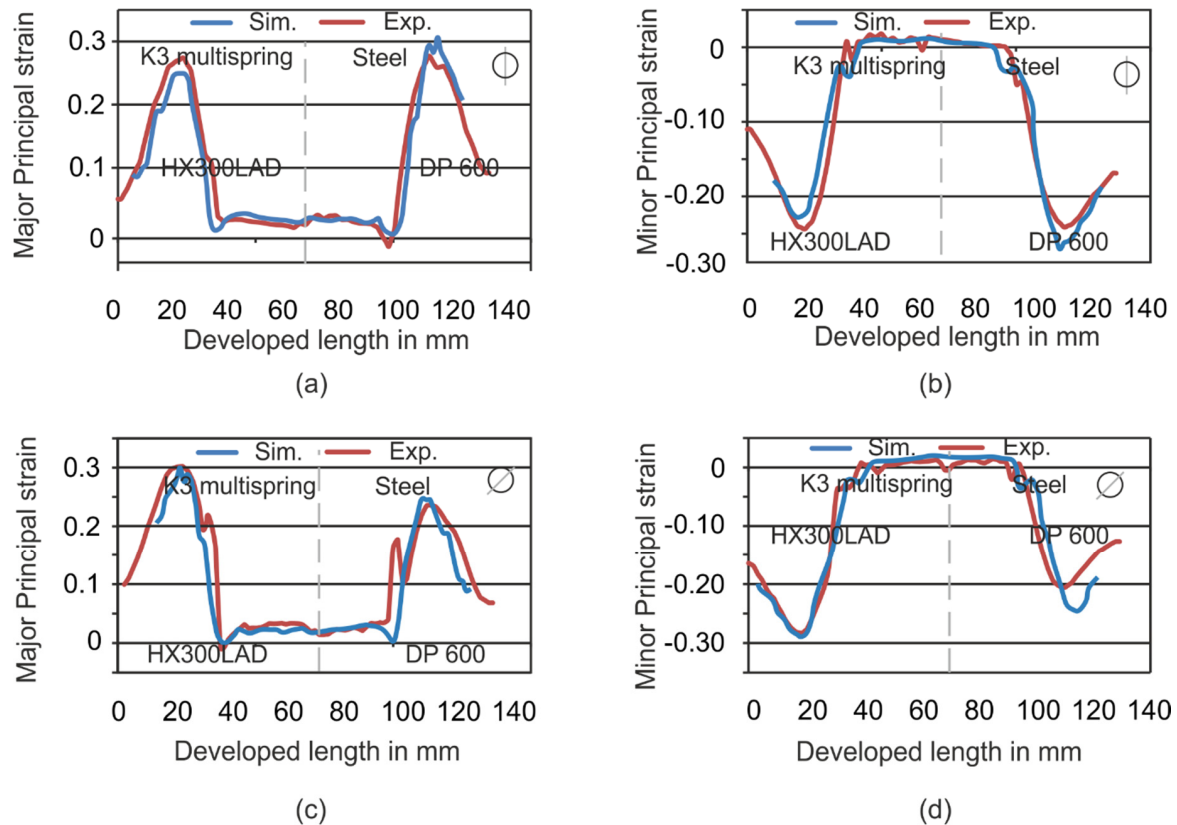 Sim. Exp.
Major Principal strain
0.3
0.2
0.1
0
K3 multispring Steel
HX300LAD DP 600
0 20 40 60 80 100 120 140
Developed length in mm
(a)
Sim. Exp.
Minor Principal strain
0
-0.10
-0.20
-0.30
K3 multispring Steel
HX300LAD DP 600
0 20 40 60 80 100 120 140
Developed length in mm
(b)
Sim. Exp.
Major Principal strain
0.3
0.2
0.1
0
K3 multispring Steel
HX300LAD DP 600
0 20 40 60 80 100 120 140
Developed length in mm
(c)
Sim. Exp.
Minor Principal strain
0
-0.10
-0.20
-0.30
K3 multispring Steel
HX300LAD DP 600
0 20 40 60 80 100 120 140
Developed length in mm
(d)